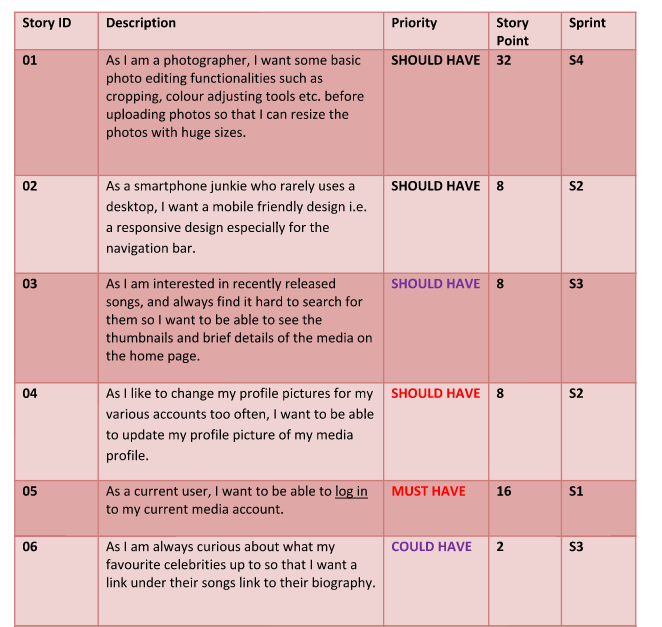 Story ID Description Priority Story Point Sprint
01 As I am a photographer, I want some basic SHOULD HAVE 32 S4
photo editing functionalities such as
cropping, colour adjusting tools etc. before
uploading photos so that I can resize the
photos with huge sizes.
02 As a smartphone junkie who rarely uses a SHOULD HAVE 8 S2
desktop, I want a mobile friendly design i.e.
a responsive design especially for the
navigation bar.
03 As I am interested in recently released SHOULD HAVE 8 S3
songs, and always find it hard to search for
them so I want to be able to see the
thumbnails and brief details of the media on
the home page.
04 As I like to change my profile pictures for my SHOULD HAVE 8 S2
various accounts too often, I want to be able
to update my profile picture of my media
profile.
05 As a current user, I want to be able to log in MUST HAVE 16 S1
to my current media account.
06 As I am always curious about what my COULD HAVE 2 S3
favourite celebrities up to so that I want a
link under their songs link to their biography.